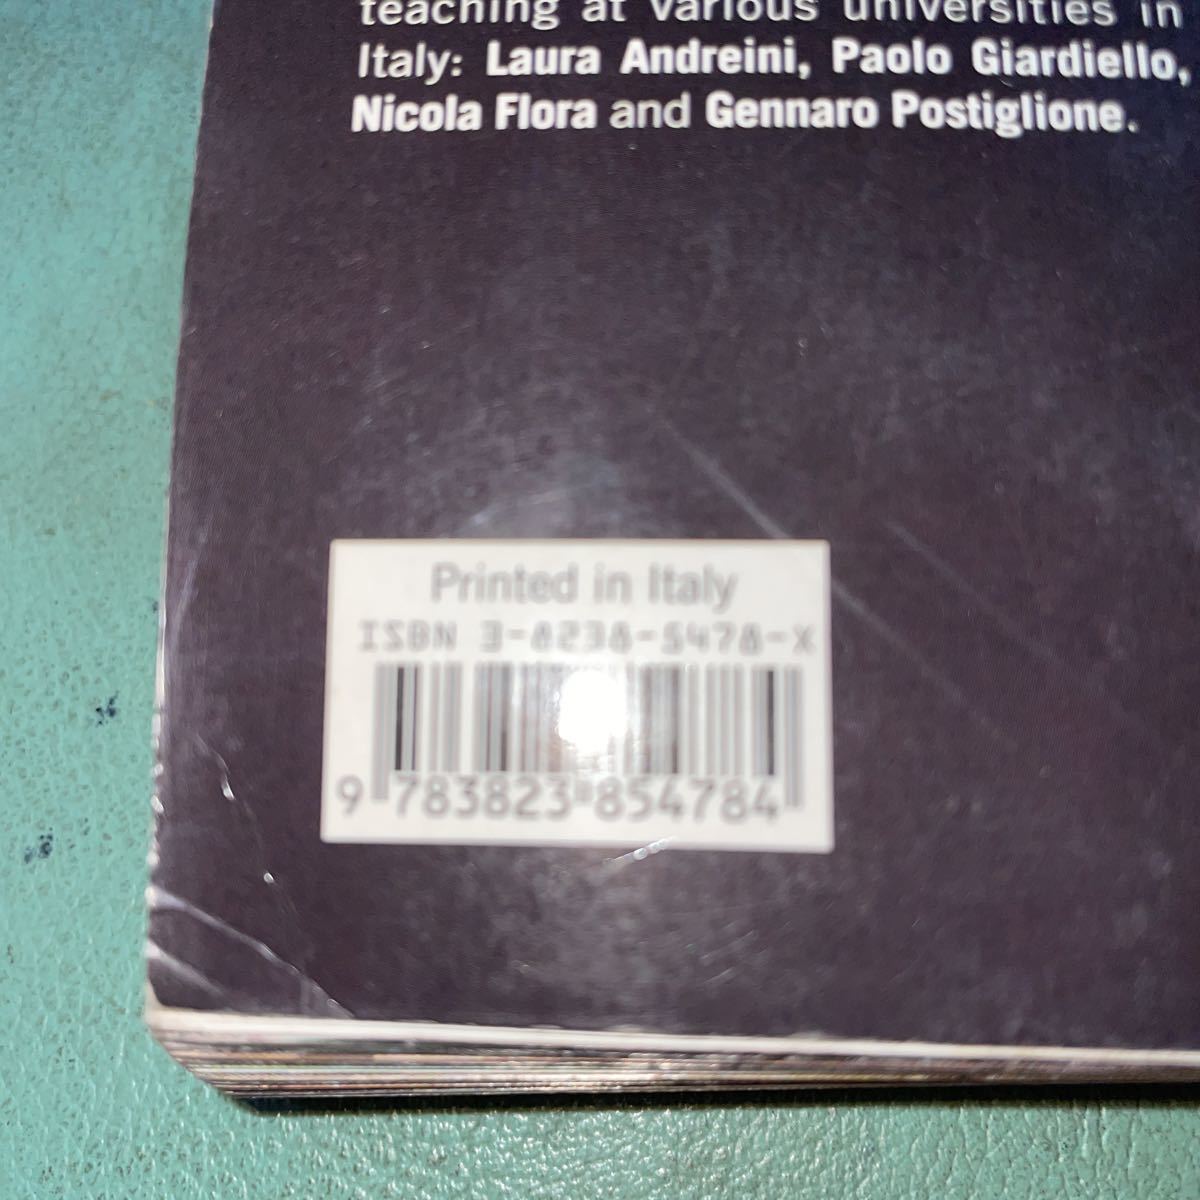 teaching at various universities in
Italy: Laura Andreini, Paolo Giardiello,
Nicola Flora and Gennaro Postiglione.
Printed in Italy
ISBN 3-8238-5478-X
9 783823 854784